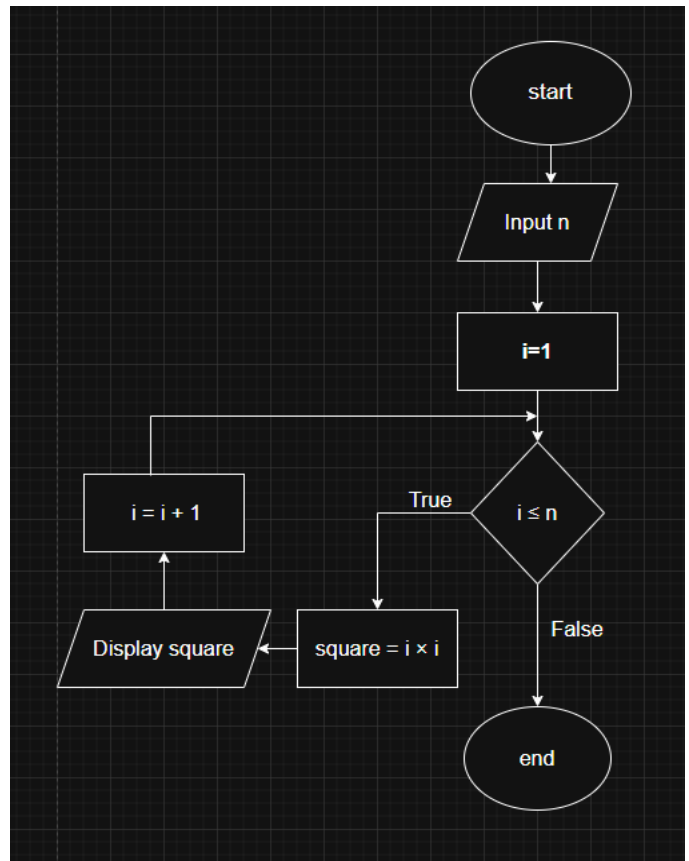 start
Input n
i=1
i ≤ n
True
False
square = i × i
Display square
i = i + 1
end